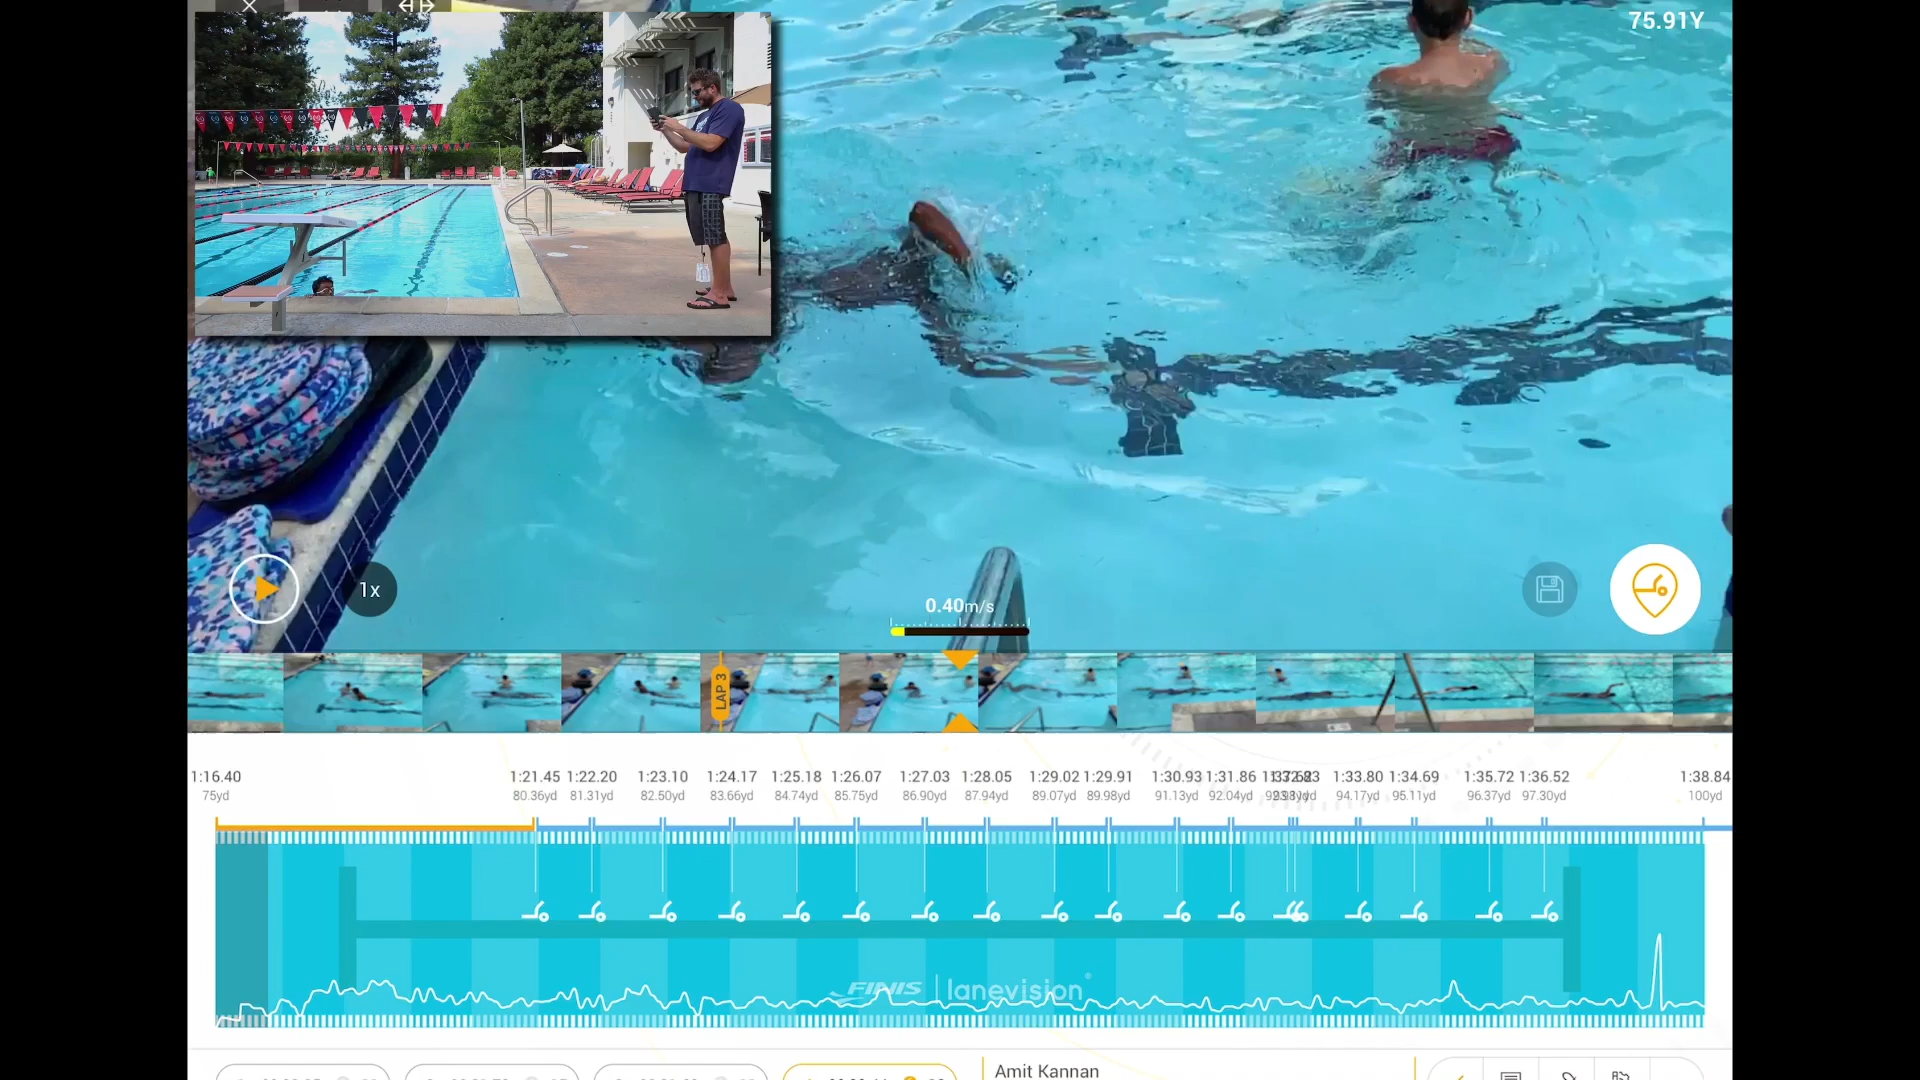 75.91Y
1x
0.40m/s
LAP 3
1:16.40 1:21.45 1:22.20 1:23.10 1:24.17 1:25.18 1:26.07 1:27.03 1:28.05 1:29.02 1:29.91 1:30.93 1:31.86 1:33.80 1:34.69 1:35.72 1:36.52 1:38.84
75yd 80.36yd 81.31yd 82.50yd 83.66yd 84.74yd 85.75yd 86.90yd 87.94yd 89.07yd 89.98yd 91.13yd 92.04yd 94.17yd 95.11yd 96.37yd 97.30yd 100yd
FINIS lanevision
Amit Kannan